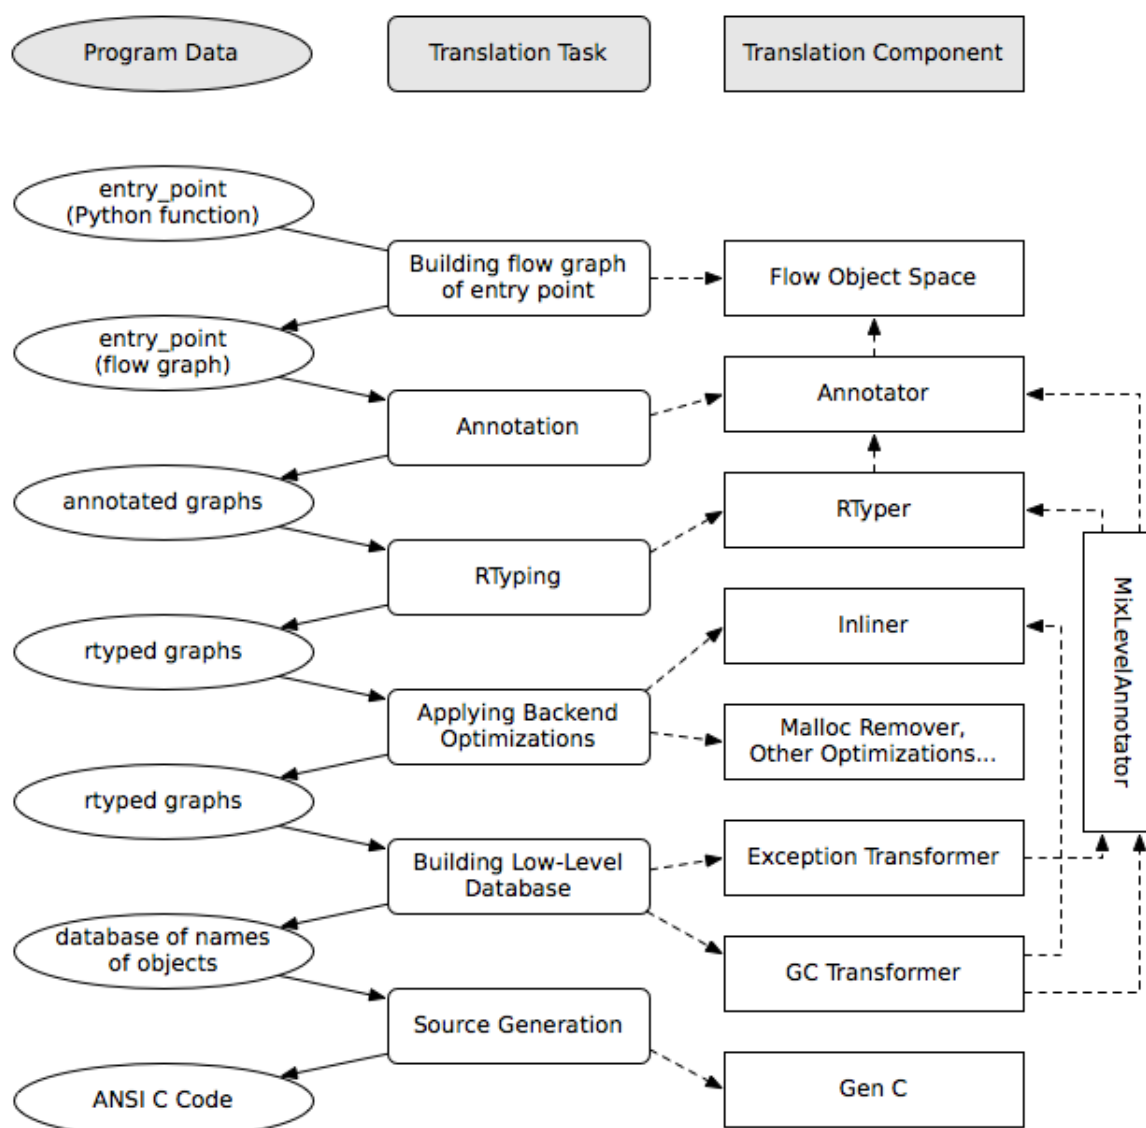 Program Data
Translation Task
Translation Component
entry_point
(Python function)
Building flow graph
of entry point
Flow Object Space
entry_point
(flow graph)
Annotation
Annotator
annotated graphs
RTyping
RTyper
rtyped graphs
Inliner
MixLevelAnnotator
Applying Backend
Optimizations
Malloc Remover,
Other Optimizations...
rtyped graphs
Building Low-Level
Database
Exception Transformer
database of names
of objects
GC Transformer
Source Generation
Gen C
ANSI C Code